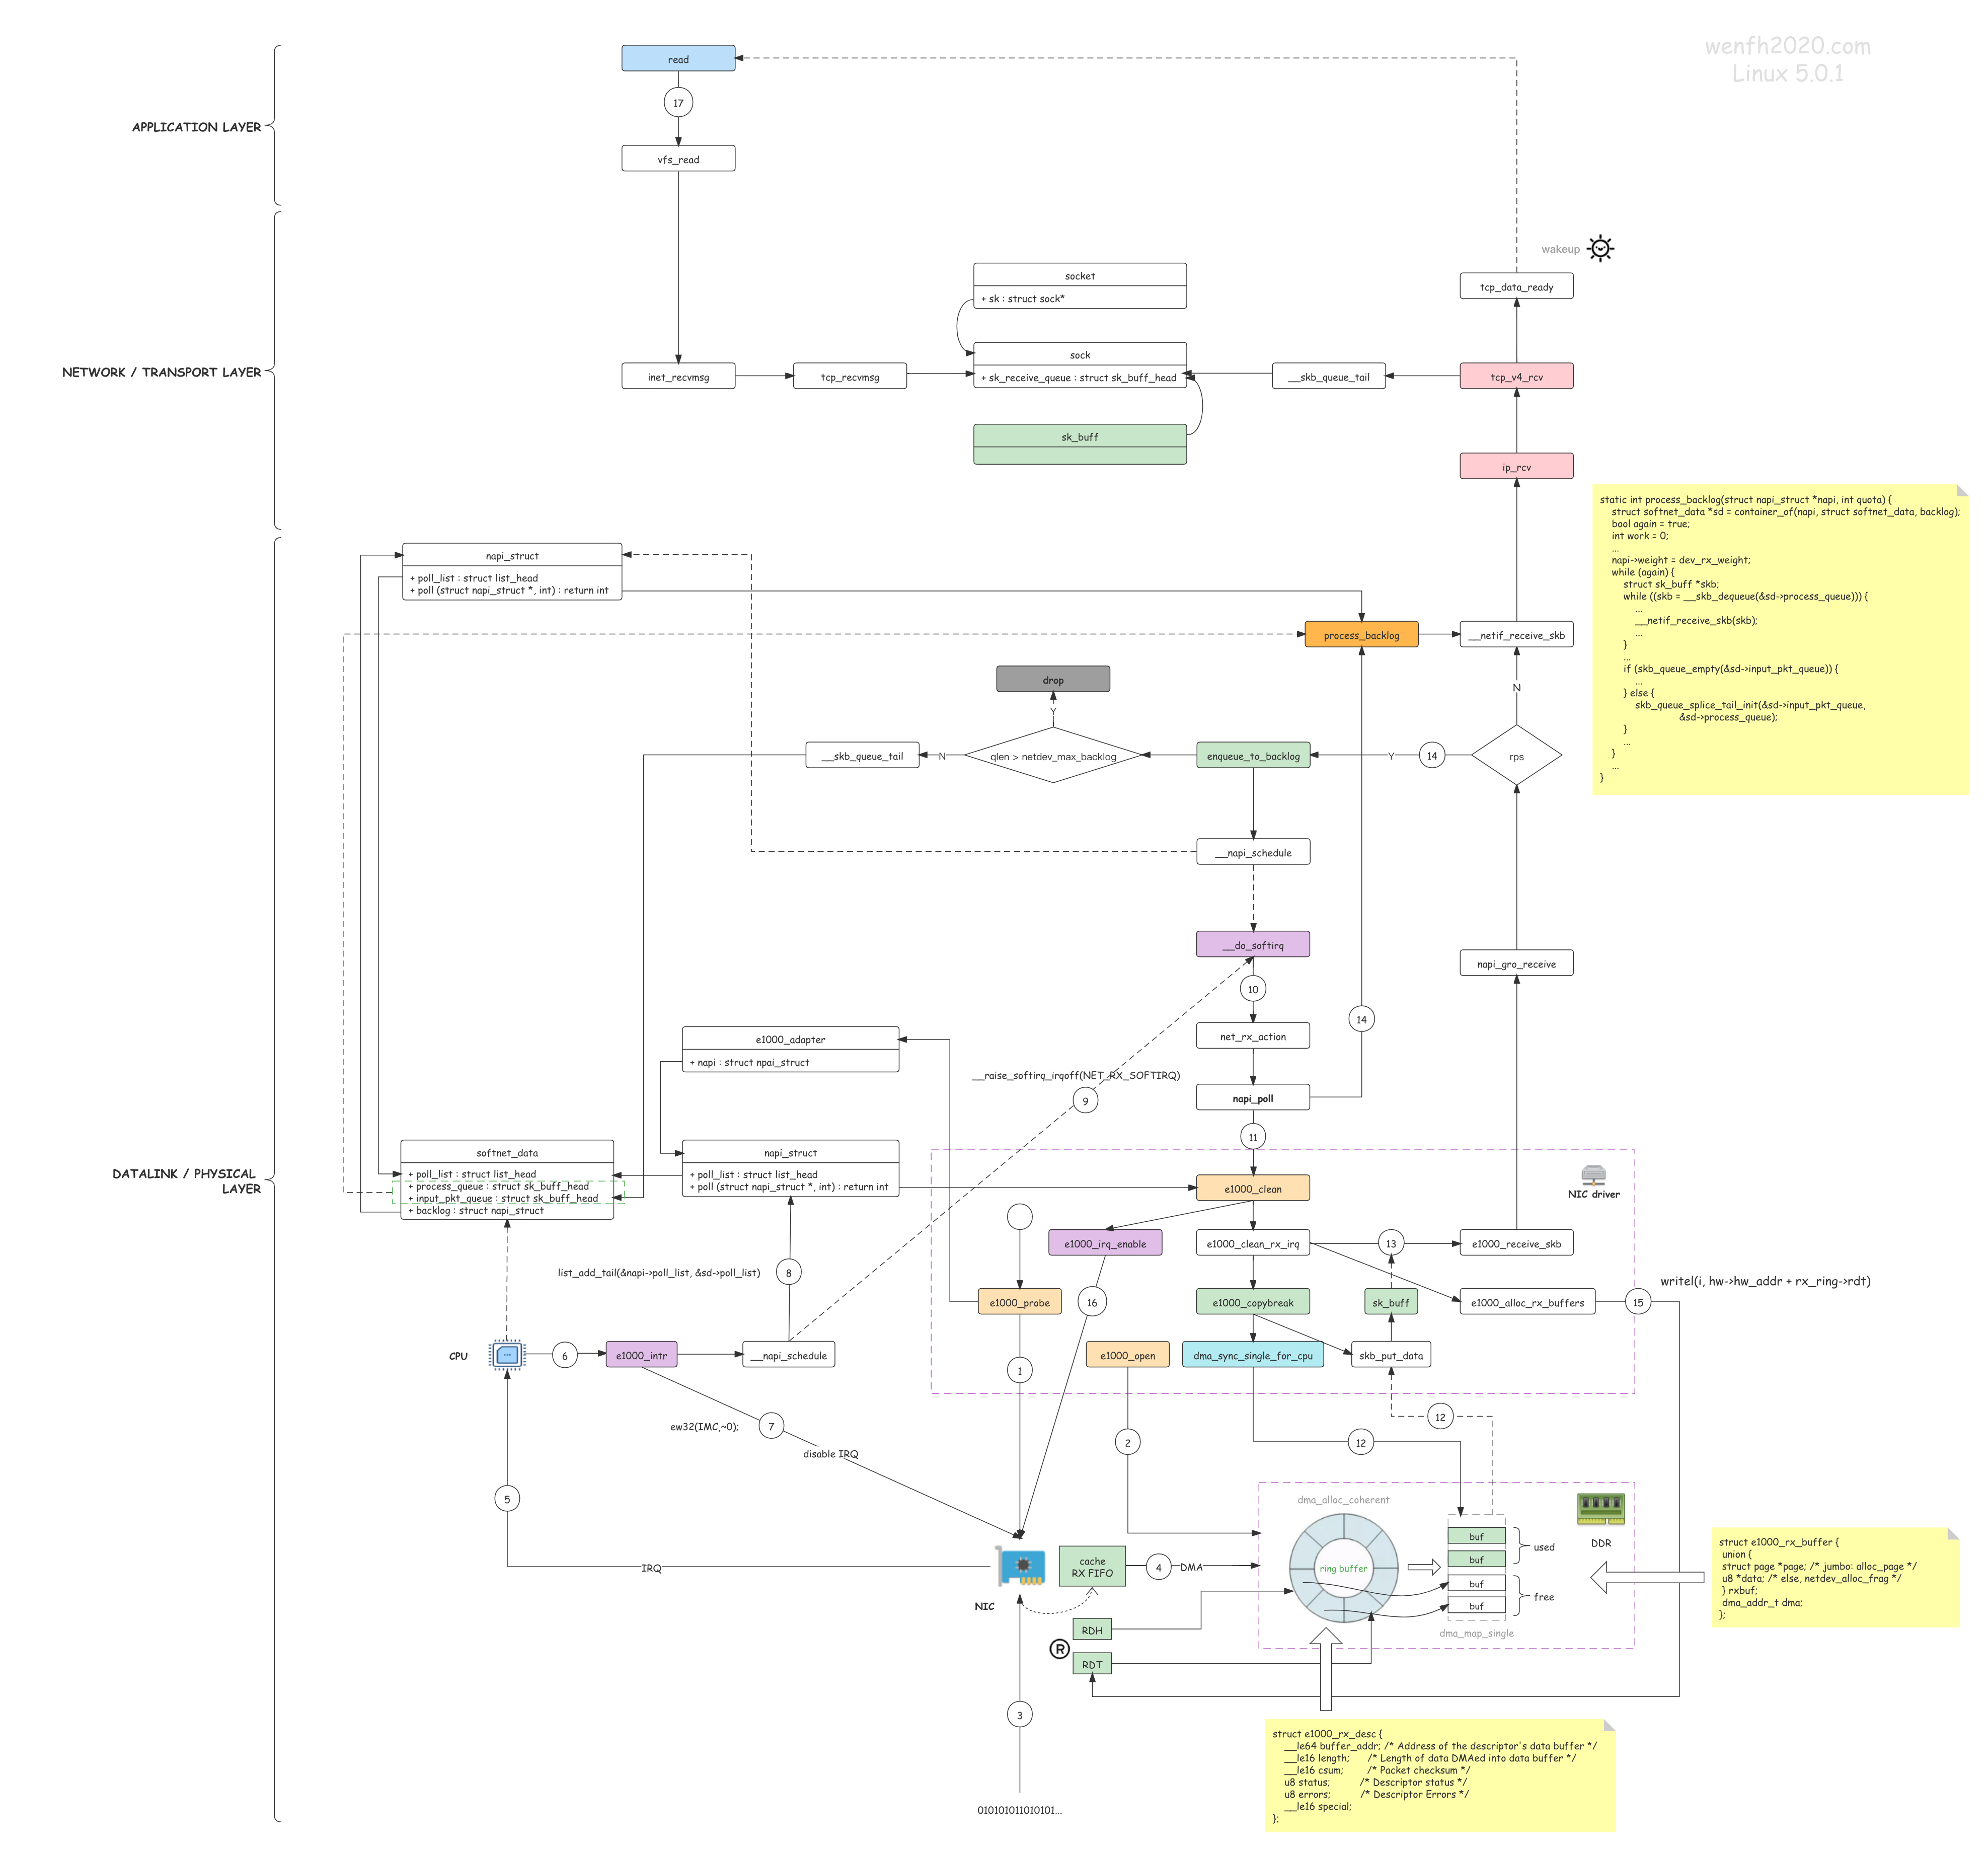 wenfh2020.com
Linux 5.0.1
read
17
APPLICATION LAYER
vfs_read
wakeup
socket
+ sk : struct sock*
tcp_data_ready
NETWORK / TRANSPORT LAYER
inet_recvmsg
tcp_recvmsg
sock
+ sk_receive_queue : struct sk_buff_head
__skb_queue_tail
tcp_v4_rcv
sk_buff
ip_rcv
static int process_backlog(struct napi_struct *napi, int quota) {
struct softnet_data *sd = container_of(napi, struct softnet_data, backlog);
bool again = true;
int work = 0;
...
napi->weight = dev_rx_weight;
while (again) {
struct sk_buff *skb;
while ((skb = __skb_dequeue(&sd->process_queue))) {
...
__netif_receive_skb(skb);
...
}
...
if (skb_queue_empty(&sd->input_pkt_queue)) {
...
} else {
skb_queue_splice_tail_init(&sd->input_pkt_queue,
&sd->process_queue);
}
...
}
...
}
napi_struct
+ poll_list : struct list_head
+ poll (struct napi_struct *, int) : return int
process_backlog
__netif_receive_skb
drop
Y
N
__skb_queue_tail
N
qlen > netdev_max_backlog
enqueue_to_backlog
Y
14
rps
__napi_schedule
__do_softirq
napi_gro_receive
10
14
net_rx_action
e1000_adapter
+ napi : struct npai_struct
__raise_softirq_irqoff(NET_RX_SOFTIRQ)
9
napi_poll
11
DATALINK / PHYSICAL
LAYER
softnet_data
+ poll_list : struct list_head
+ process_queue : struct sk_buff_head
+ input_pkt_queue : struct sk_buff_head
+ backlog : struct napi_struct
napi_struct
+ poll_list : struct list_head
+ poll (struct napi_struct *, int) : return int
e1000_clean
NIC driver
e1000_irq_enable
e1000_clean_rx_irq
13
e1000_receive_skb
list_add_tail(&napi->poll_list, &sd->poll_list)
8
writel(i, hw->hw_addr + rx_ring->rdt)
e1000_probe
16
e1000_copybreak
sk_buff
e1000_alloc_rx_buffers
15
CPU
6
e1000_intr
__napi_schedule
1
e1000_open
dma_sync_single_for_cpu
skb_put_data
ew32(IMC,~0);
7
disable IRQ
2
12
12
5
dma_alloc_coherent
DDR
buf
buf
buf
buf
used
free
struct e1000_rx_buffer {
union {
struct page *page; /* jumbo: alloc_page */
u8 *data; /* else, netdev_alloc_frag */
} rxbuf;
dma_addr_t dma;
};
IRQ
cache
RX FIFO
4
DMA
ring buffer
NIC
RDH
R
RDT
dma_map_single
3
struct e1000_rx_desc {
__le64 buffer_addr; /* Address of the descriptor's data buffer */
__le16 length; /* Length of data DMAed into data buffer */
__le16 csum; /* Packet checksum */
u8 status; /* Descriptor status */
u8 errors; /* Descriptor Errors */
__le16 special;
};
010101011010101...